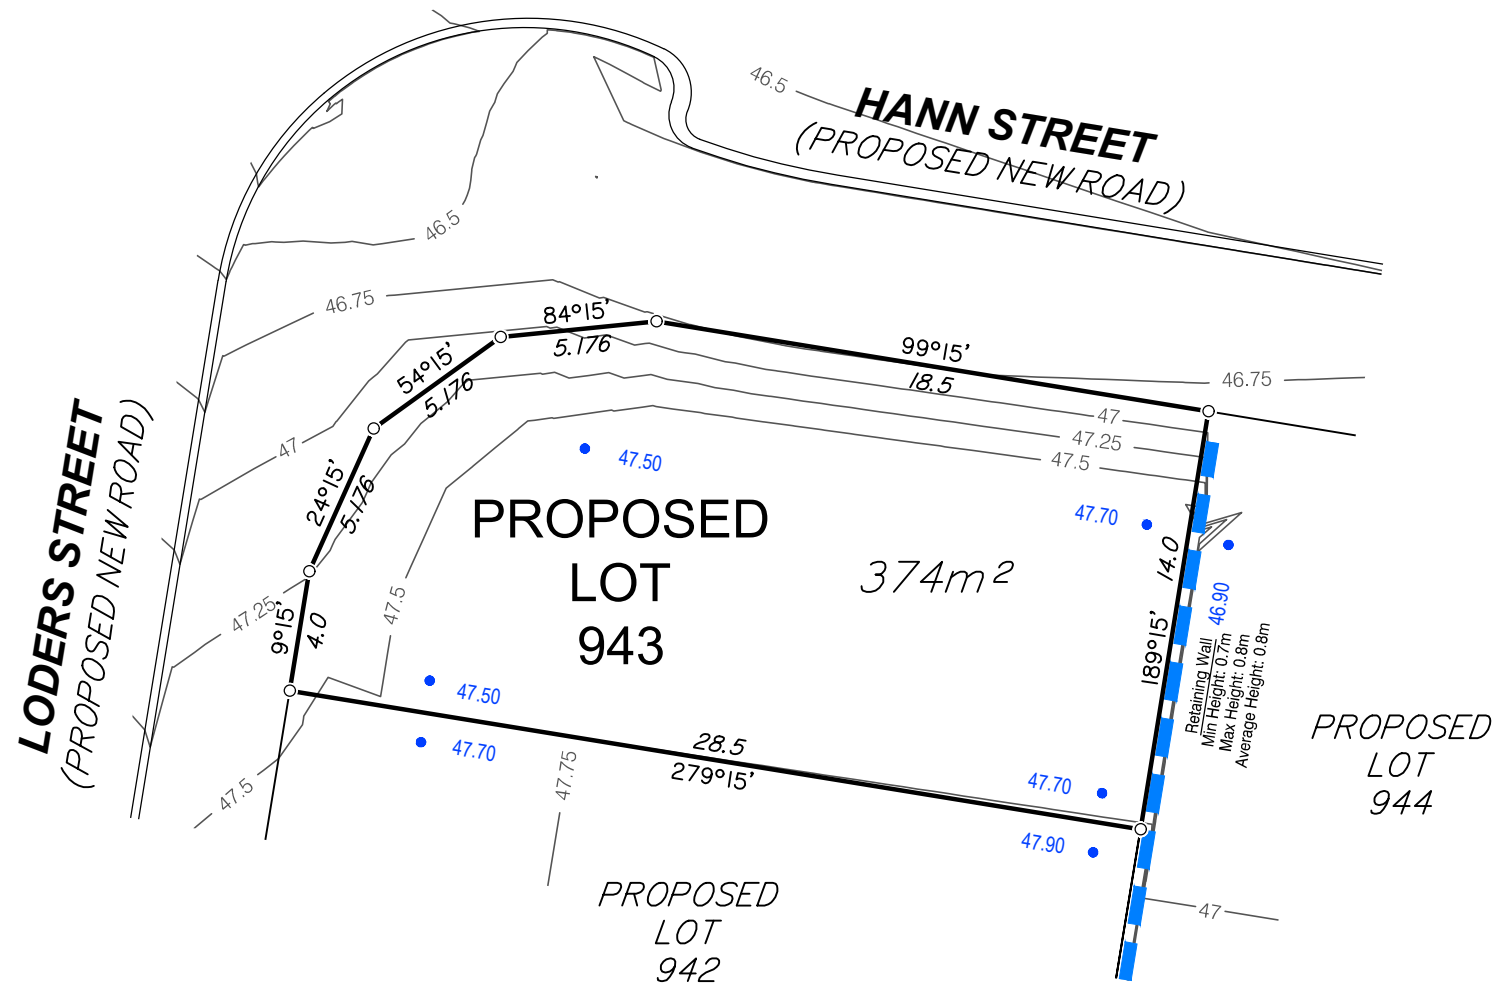 46.5
HANN STREET
(PROPOSED NEW ROAD)
46.5
46.75
84°15'
5.176
99°15'
18.5
46.75
54°15'
5.176
47
47.25
47.5
47
47.50
24°15'
5.176
47.70
14.0
46.90
PROPOSED
LOT
943
374m²
LODERS STREET
(PROPOSED NEW ROAD)
47.25
47.5
9°15'
4.0
189°15'
Retaining Wall
Min Height: 0.7m
Max Height: 0.8m
Average Height: 0.8m
47.50
47.70
28.5
279°15'
47.75
47.5
47.70
47.90
PROPOSED
LOT
944
PROPOSED
LOT
942
47